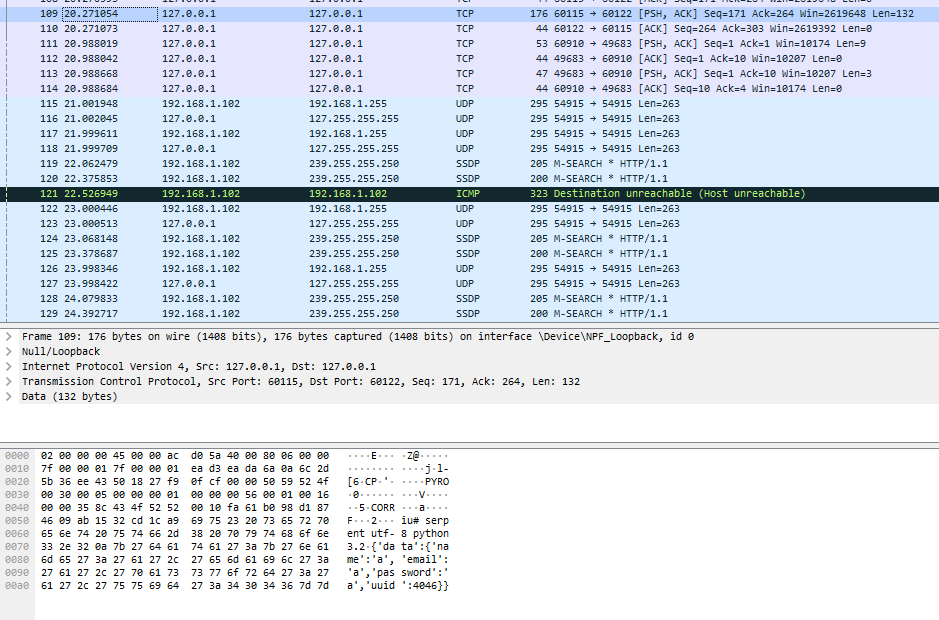 109 20.271054 127.0.0.1 127.0.0.1 TCP 176 60115 → 60122 [PSH, ACK] Seq=171 Ack=264 Win=2619648 Len=132
110 20.271073 127.0.0.1 127.0.0.1 TCP 44 60122 → 60115 [ACK] Seq=264 Ack=303 Win=2619392 Len=0
111 20.988019 127.0.0.1 127.0.0.1 TCP 53 60910 → 49683 [PSH, ACK] Seq=1 Ack=1 Win=10174 Len=9
112 20.988042 127.0.0.1 127.0.0.1 TCP 44 49683 → 60910 [ACK] Seq=1 Ack=10 Win=10207 Len=0
113 20.988668 127.0.0.1 127.0.0.1 TCP 47 49683 → 60910 [PSH, ACK] Seq=1 Ack=10 Win=10207 Len=3
114 20.988684 127.0.0.1 127.0.0.1 TCP 44 60910 → 49683 [ACK] Seq=10 Ack=4 Win=10174 Len=0
115 21.001948 192.168.1.102 192.168.1.255 UDP 295 54915 → 54915 Len=263
116 21.002045 127.0.0.1 127.255.255.255 UDP 295 54915 → 54915 Len=263
117 21.999611 192.168.1.102 192.168.1.255 UDP 295 54915 → 54915 Len=263
118 21.999709 127.0.0.1 127.255.255.255 UDP 295 54915 → 54915 Len=263
119 22.062479 192.168.1.102 239.255.255.250 SSDP 205 M-SEARCH * HTTP/1.1
120 22.375853 192.168.1.102 239.255.255.250 SSDP 200 M-SEARCH * HTTP/1.1
121 22.526949 192.168.1.102 192.168.1.102 ICMP 323 Destination unreachable (Host unreachable)
122 23.000446 192.168.1.102 192.168.1.255 UDP 295 54915 → 54915 Len=263
123 23.000513 127.0.0.1 127.255.255.255 UDP 295 54915 → 54915 Len=263
124 23.068148 192.168.1.102 239.255.255.250 SSDP 205 M-SEARCH * HTTP/1.1
125 23.378687 192.168.1.102 239.255.255.250 SSDP 200 M-SEARCH * HTTP/1.1
126 23.998346 192.168.1.102 192.168.1.255 UDP 295 54915 → 54915 Len=263
127 23.998422 127.0.0.1 127.255.255.255 UDP 295 54915 → 54915 Len=263
128 24.079833 192.168.1.102 239.255.255.250 SSDP 205 M-SEARCH * HTTP/1.1
129 24.392717 192.168.1.102 239.255.255.250 SSDP 200 M-SEARCH * HTTP/1.1
Frame 109: 176 bytes on wire (1408 bits), 176 bytes captured (1408 bits) on interface \Device\NPF_Loopback, id 0
Null/Loopback
Internet Protocol Version 4, Src: 127.0.0.1, Dst: 127.0.0.1
Transmission Control Protocol, Src Port: 60115, Dst Port: 60122, Seq: 171, Ack: 264, Len: 132
Data (132 bytes)
0000 02 00 00 00 45 00 00 ac d0 5a 40 00 80 06 00 00 ····E··· ·Z@·····
0010 7f 00 00 01 7f 00 00 01 ea d3 ea da 6a 0a 6c 2d ········ ····j·l-
0020 5b 36 ee 43 50 18 27 f9 0f cf 00 00 50 59 52 4f [6·CP·'· ····PYRO
0030 00 30 00 05 00 00 00 01 00 00 00 56 00 01 00 16 ·0······ ···V····
0040 00 00 35 8c 43 4f 52 52 00 10 fa 61 b0 98 d1 87 ··5·CORR ···a····
0050 46 09 ab 15 32 cd 1c a9 69 75 23 20 73 65 72 70 F···2··· iu# serp
0060 65 6e 74 20 75 74 66 2d 38 20 70 79 74 68 6f 6e ent utf- 8 python
0070 33 2e 32 0a 7b 27 64 61 74 61 27 3a 7b 27 6e 61 3.2·{'da ta':{'na
0080 6d 65 27 3a 27 61 27 2c 27 65 6d 61 69 6c 27 3a me':'a', 'email':
0090 27 61 27 2c 27 70 61 73 73 77 6f 72 64 27 3a 27 'a','pas sword':'
00a0 61 27 2c 27 75 75 69 64 27 3a 34 30 34 36 7d 7d a','uuid ':4046}}